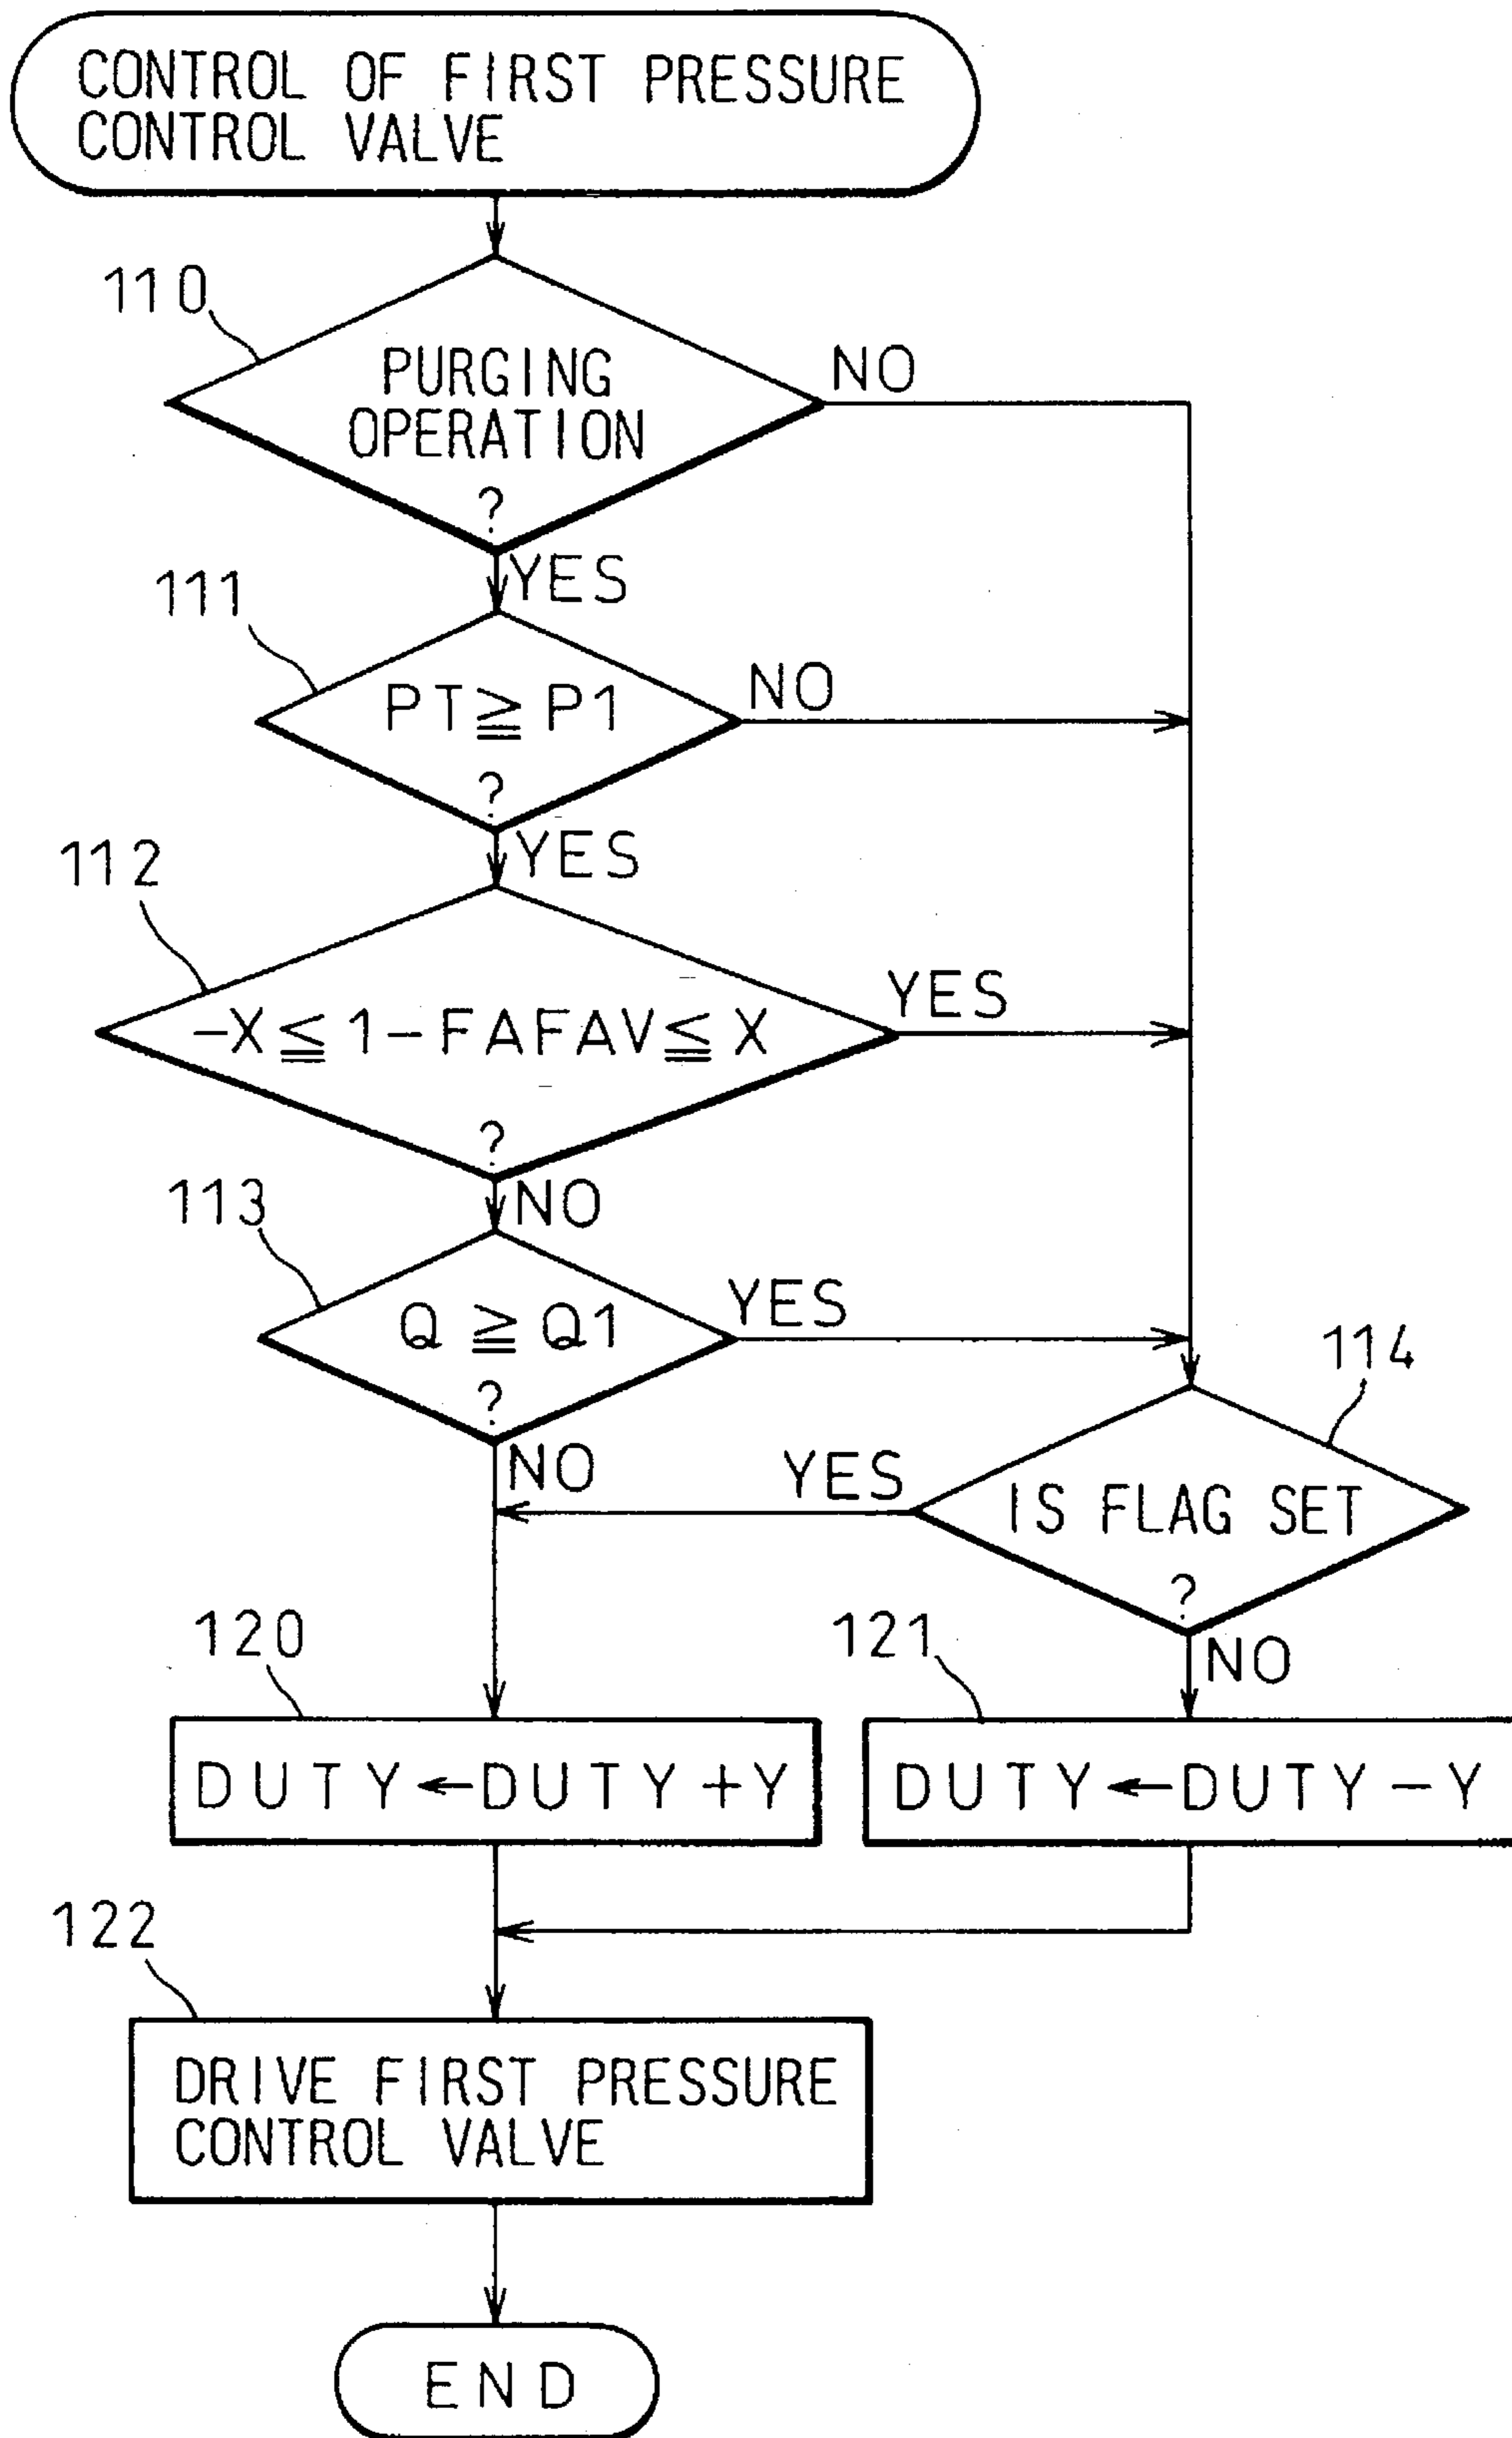 CONTROL OF FIRST PRESSURE
CONTROL VALVE
110
PURGING
OPERATION
?
NO
YES
111
PT ≧ P1
?
NO
YES
112
-X ≦ 1-FAFAV ≦ X
?
YES
NO
113
Q ≧ Q1
?
YES
NO
114
IS FLAG SET
?
YES
NO
120
DUTY←DUTY+Y
121
DUTY←DUTY-Y
122
DRIVE FIRST PRESSURE
CONTROL VALVE
END